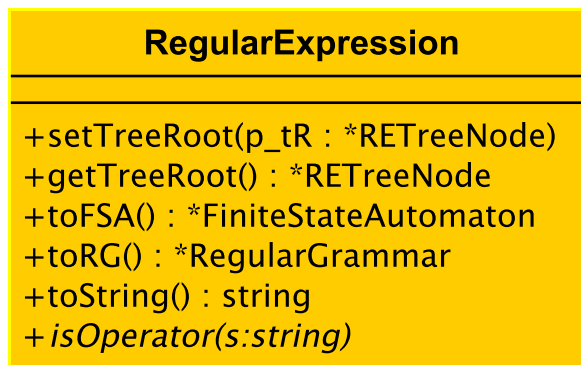 RegularExpression
+setTreeRoot(p_tR : *RETreeNode)
+getTreeRoot() : *RETreeNode
+toFSA() : *FiniteStateAutomaton
+toRG() : *RegularGrammar
+toString() : string
+isOperator(s:string)